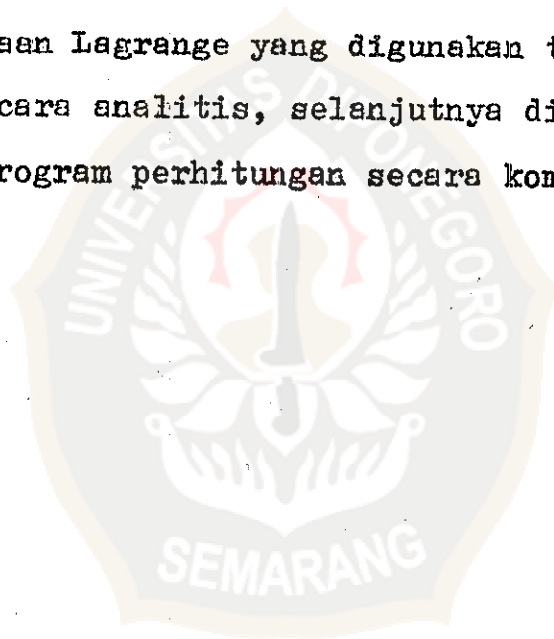 aan Lagrange yang digunakan
cara analitis, selanjutnya di
rogram perhitungan secara kom
UNIVERSITAS DIPONEGORO
SEMARANG